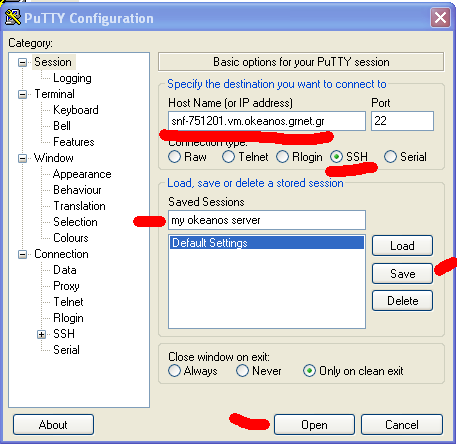 PuTTY Configuration
Category:
Session
Logging
Terminal
Keyboard
Bell
Features
Window
Appearance
Behaviour
Translation
Selection
Colours
Connection
Data
Proxy
Telnet
Rlogin
SSH
Serial
Basic options for your PuTTY session
Specify the destination you want to connect to
Host Name (or IP address) Port
snf-751201.vm.okeanos.grnet.gr 22
Connection type:
Raw Telnet Rlogin SSH Serial
Load, save or delete a stored session
Saved Sessions
my okeanos server
Default Settings
Load
Save
Delete
Close window on exit:
Always Never Only on clean exit
About Open Cancel